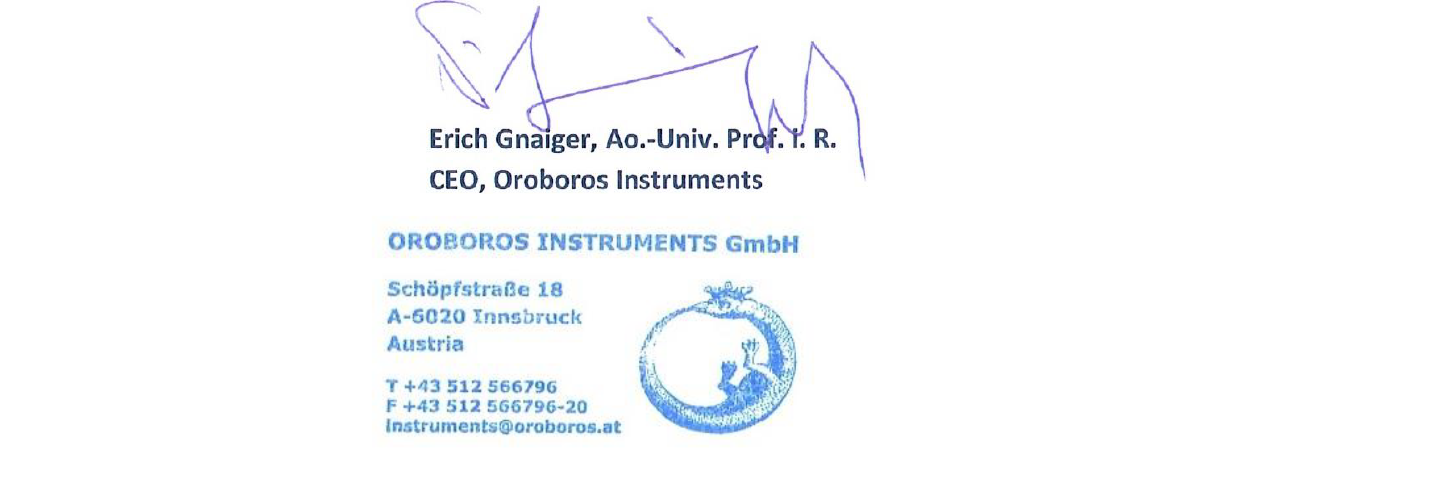 Erich Gnaiger, Ao.-Univ. Prof. i. R.
CEO, Oroboros Instruments
OROBOROS INSTRUMENTS GmbH
Schöpfstraße 18
A-6020 Innsbruck
Austria
T +43 512 566796
F +43 512 566796-20
instruments@oroboros.at